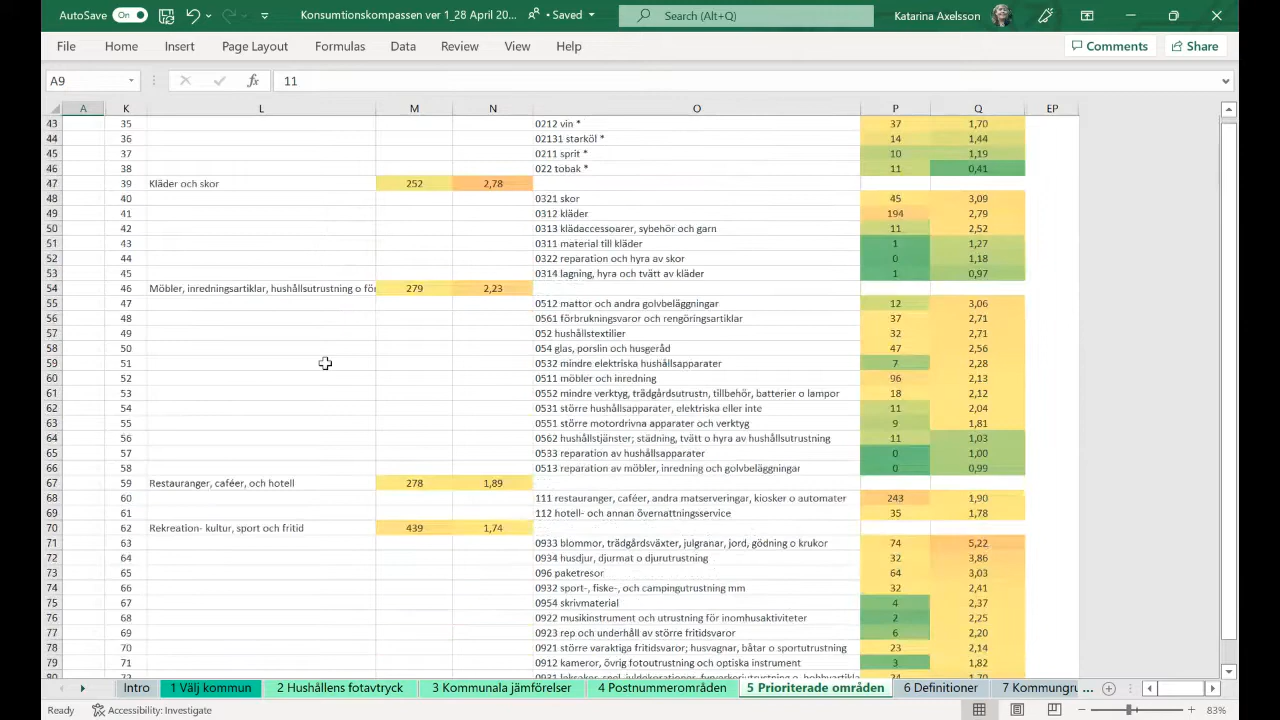 AutoSave On Konsumtionskompassen ver 1_28 April 20... • Saved Search (Alt+Q) Katarina Axelsson
File Home Insert Page Layout Formulas Data Review View Help Comments Share
A9 fx 11
A K L M N O P Q EP
43 35 0212 vin * 37 1,70
44 36 02131 starköl * 14 1,44
45 37 0211 sprit * 10 1,19
46 38 022 tobak * 11 0,41
47 39 Kläder och skor 252 2,78
48 40 0321 skor 45 3,09
49 41 0312 kläder 194 2,79
50 42 0313 klädaccessoarer, sybehör och garn 11 2,52
51 43 0311 material till kläder 1 1,27
52 44 0322 reparation och hyra av skor 0 1,18
53 45 0314 lagning, hyra och tvätt av kläder 1 0,97
54 46 Möbler, inredningsartiklar, hushållsutrustning o för 279 2,23
55 47 0512 mattor och andra golvbeläggningar 12 3,06
56 48 0561 förbrukningsvaror och rengöringsartiklar 37 2,71
57 49 052 hushållstextilier 32 2,71
58 50 054 glas, porslin och husgeråd 47 2,56
59 51 0532 mindre elektriska hushållsapparater 7 2,28
60 52 0511 möbler och inredning 96 2,13
61 53 0552 mindre verktyg, trädgårdsutrustn, tillbehör, batterier o lampor 18 2,12
62 54 0531 större hushållsapparater, elektriska eller inte 11 2,04
63 55 0551 större motordrivna apparater och verktyg 9 1,81
64 56 0562 hushållstjänster; städning, tvätt o hyra av hushållsutrustning 11 1,03
65 57 0533 reparation av hushållsapparater 0 1,00
66 58 0513 reparation av möbler, inredning och golvbeläggningar 0 0,99
67 59 Restauranger, caféer, och hotell 278 1,89
68 60 111 restauranger, caféer, andra matserveringar, kiosker o automater 243 1,90
69 61 112 hotell- och annan övernattningsservice 35 1,78
70 62 Rekreation- kultur, sport och fritid 439 1,74
71 63 0933 blommor, trädgårdsväxter, julgranar, jord, gödning o krukor 74 5,22
72 64 0934 husdjur, djurmat o djurutrustning 32 3,86
73 65 096 paketresor 64 3,03
74 66 0932 sport-, fiske-, och campingutrustning mm 32 2,41
75 67 0954 skrivmaterial 4 2,37
76 68 0922 musikinstrument och utrustning för inomhusaktiviteter 2 2,25
77 69 0923 rep och underhåll av större fritidsvaror 6 2,20
78 70 0921 större varaktiga fritidsvaror; husvagnar, båtar o sportutrustning 23 2,14
79 71 0912 kameror, övrig fotoutrustning och optiska instrument 3 1,82
Intro 1 Välj kommun 2 Hushållens fotavtryck 3 Kommunala jämförelser 4 Postnummerområden 5 Prioriterade områden 6 Definitioner 7 Kommungru ...
Ready Accessibility: Investigate 83%